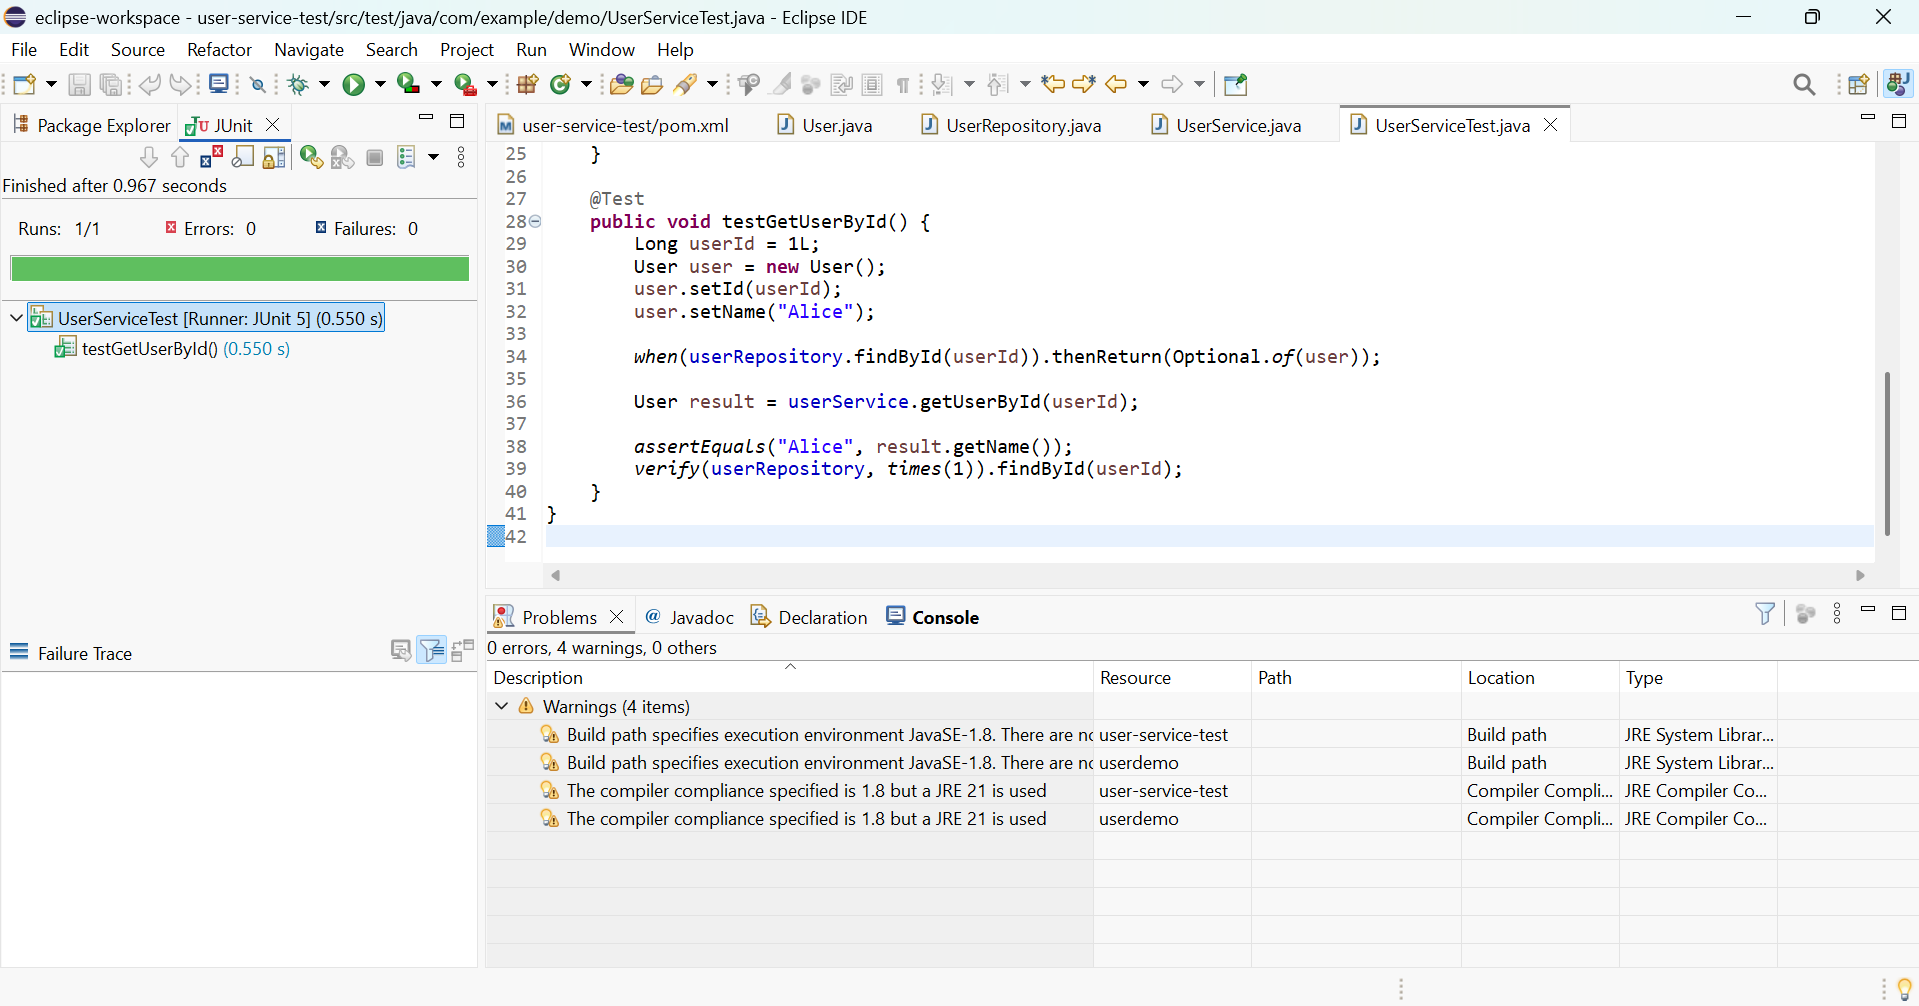 eclipse-workspace - user-service-test/src/test/java/com/example/demo/UserServiceTest.java - Eclipse IDE
File Edit Source Refactor Navigate Search Project Run Window Help
Package Explorer JUnit
Finished after 0.967 seconds
Runs: 1/1 Errors: 0 Failures: 0
UserServiceTest [Runner: JUnit 5] (0.550 s)
testGetUserById() (0.550 s)
Failure Trace
user-service-test/pom.xml User.java UserRepository.java UserService.java UserServiceTest.java
25 }
26
27 @Test
28 public void testGetUserById() {
29 Long userId = 1L;
30 User user = new User();
31 user.setId(userId);
32 user.setName("Alice");
33
34 when(userRepository.findById(userId)).thenReturn(Optional.of(user));
35
36 User result = userService.getUserById(userId);
37
38 assertEquals("Alice", result.getName());
39 verify(userRepository, times(1)).findById(userId);
40 }
41 }
42
Problems @ Javadoc Declaration Console
0 errors, 4 warnings, 0 others
Description Resource Path Location Type
Warnings (4 items)
Build path specifies execution environment JavaSE-1.8. There are no user-service-test Build path JRE System Librar...
Build path specifies execution environment JavaSE-1.8. There are no userdemo Build path JRE System Librar...
The compiler compliance specified is 1.8 but a JRE 21 is used user-service-test Compiler Compli... JRE Compiler Co...
The compiler compliance specified is 1.8 but a JRE 21 is used userdemo Compiler Compli... JRE Compiler Co...